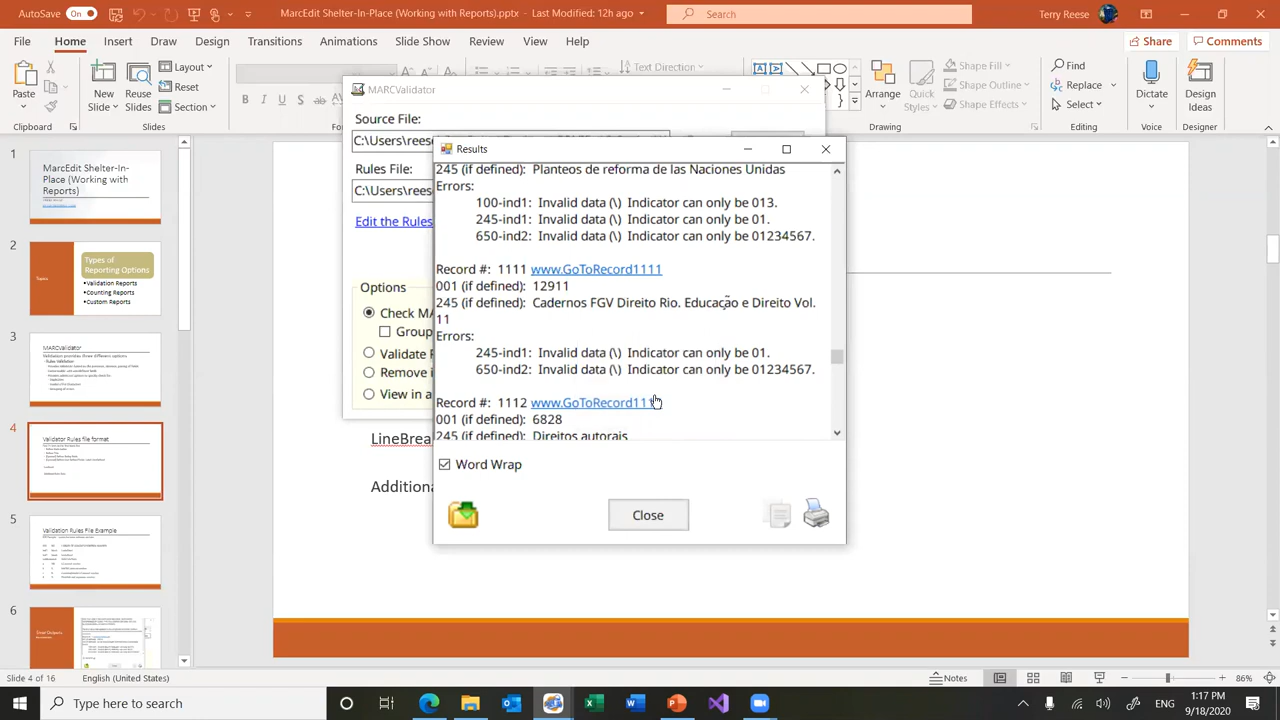 AutoSave On
MarcEdit Shelter-In-Place (Working with Reports).pptx - Last Modified: 12h ago
Search
Terry Reese
File Home Insert Draw Design Transitions Animations Slide Show Review View Help
Share Comments
Paste
Clipboard
New Slide
Reuse Slides
Layout
Reset
Section
Slides
B I U S ab
Arrange
Quick Styles
Shape Fill
Shape Outline
Shape Effects
Drawing
Find
Replace
Select
Editing
Dictate
Voice
Design Ideas
Designer
MarcEdit Shelter-In-Place (Working with Reports)
2
Topics
Types of Reporting Options
• Validation Reports
• Counting Reports
• Custom Reports
3
MARCValidator
4
Validator Rules file format
5
Validation Rules File Example
6
MARCValidator
Source File:
C:\Users\rees
Rules File:
C:\Users\rees
Edit the Rules
Options
Check MA
Group
Validate F
Remove i
View in a
LineBrea
Additiona
Results
245 (if defined): Planteos de reforma de las Naciones Unidas
Errors:
100-ind1: Invalid data (\) Indicator can only be 013.
245-ind1: Invalid data (\) Indicator can only be 01.
650-ind2: Invalid data (\) Indicator can only be 01234567.
Record #: 1111 www.GoToRecord1111
001 (if defined): 12911
245 (if defined): Cadernos FGV Direito Rio. Educação e Direito Vol.
11
Errors:
245-ind1: Invalid data (\) Indicator can only be 01.
650-ind2: Invalid data (\) Indicator can only be 01234567.
Record #: 1112 www.GoToRecord111
001 (if defined): 6828
245 (if defined): Direitos autorais
Word Wrap
Close
Slide 4 of 16
English (United States)
Notes
86%
Type here to search
1:17 PM
9/18/2020